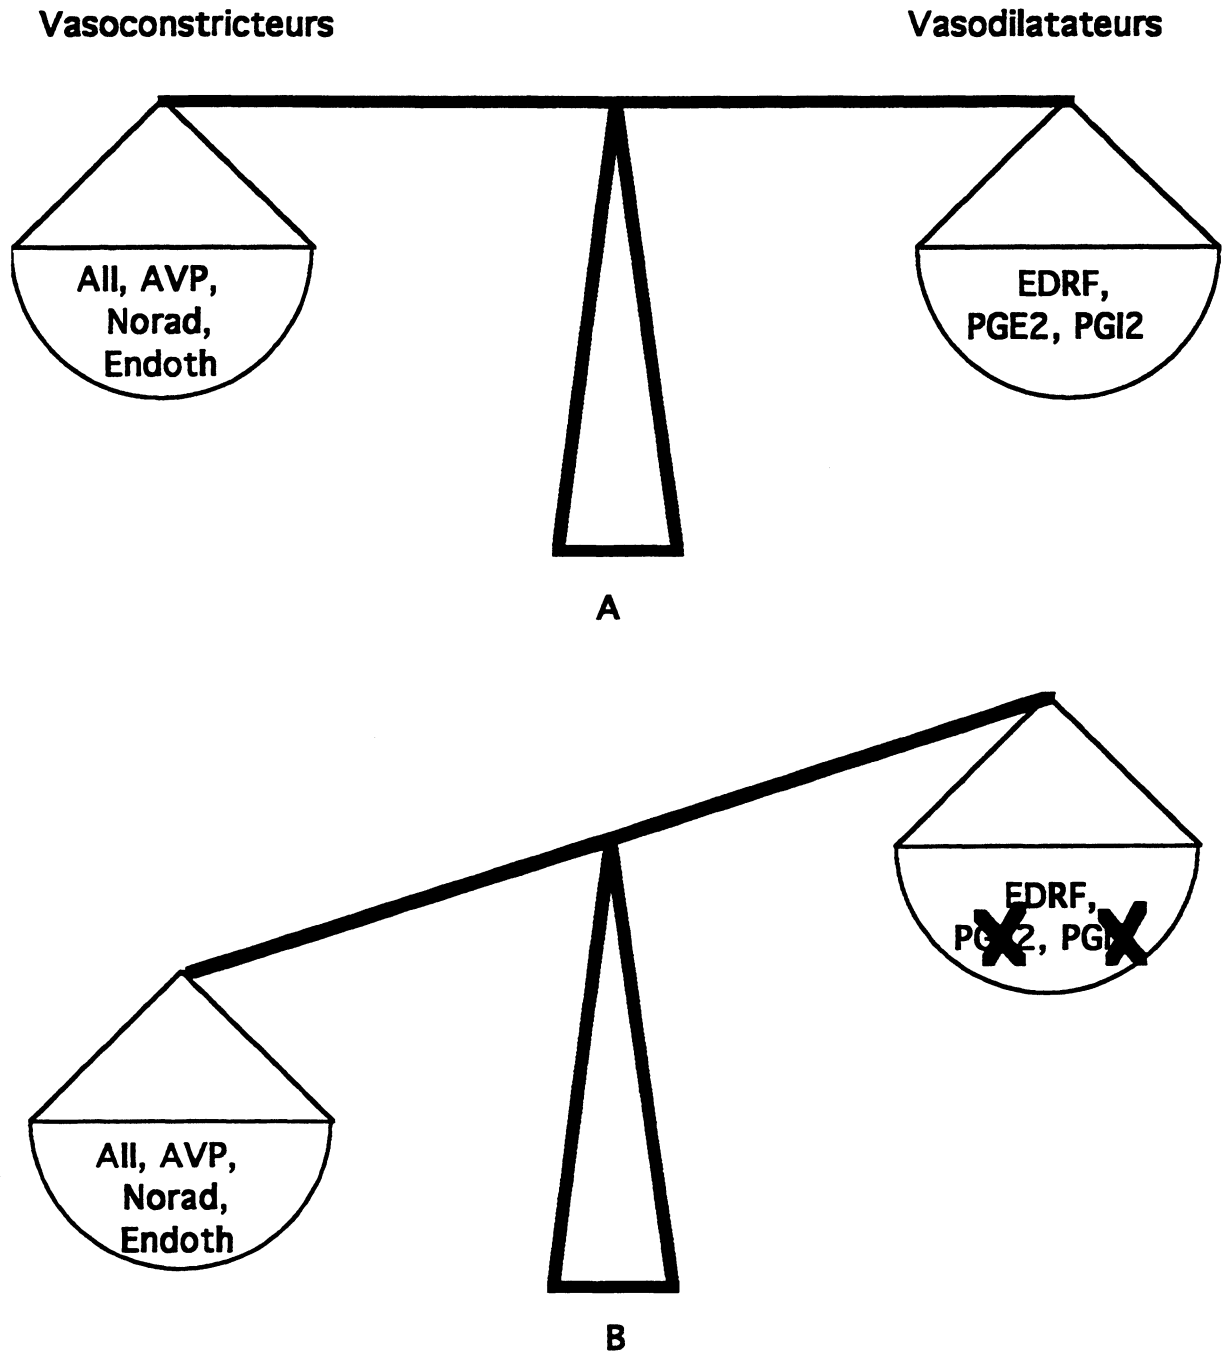 Vasoconstricteurs
Vasodilatateurs
AII, AVP,
Norad,
Endoth
EDRF,
PGE2, PGI2
A
EDRF,
AII, AVP,
Norad,
Endoth
B